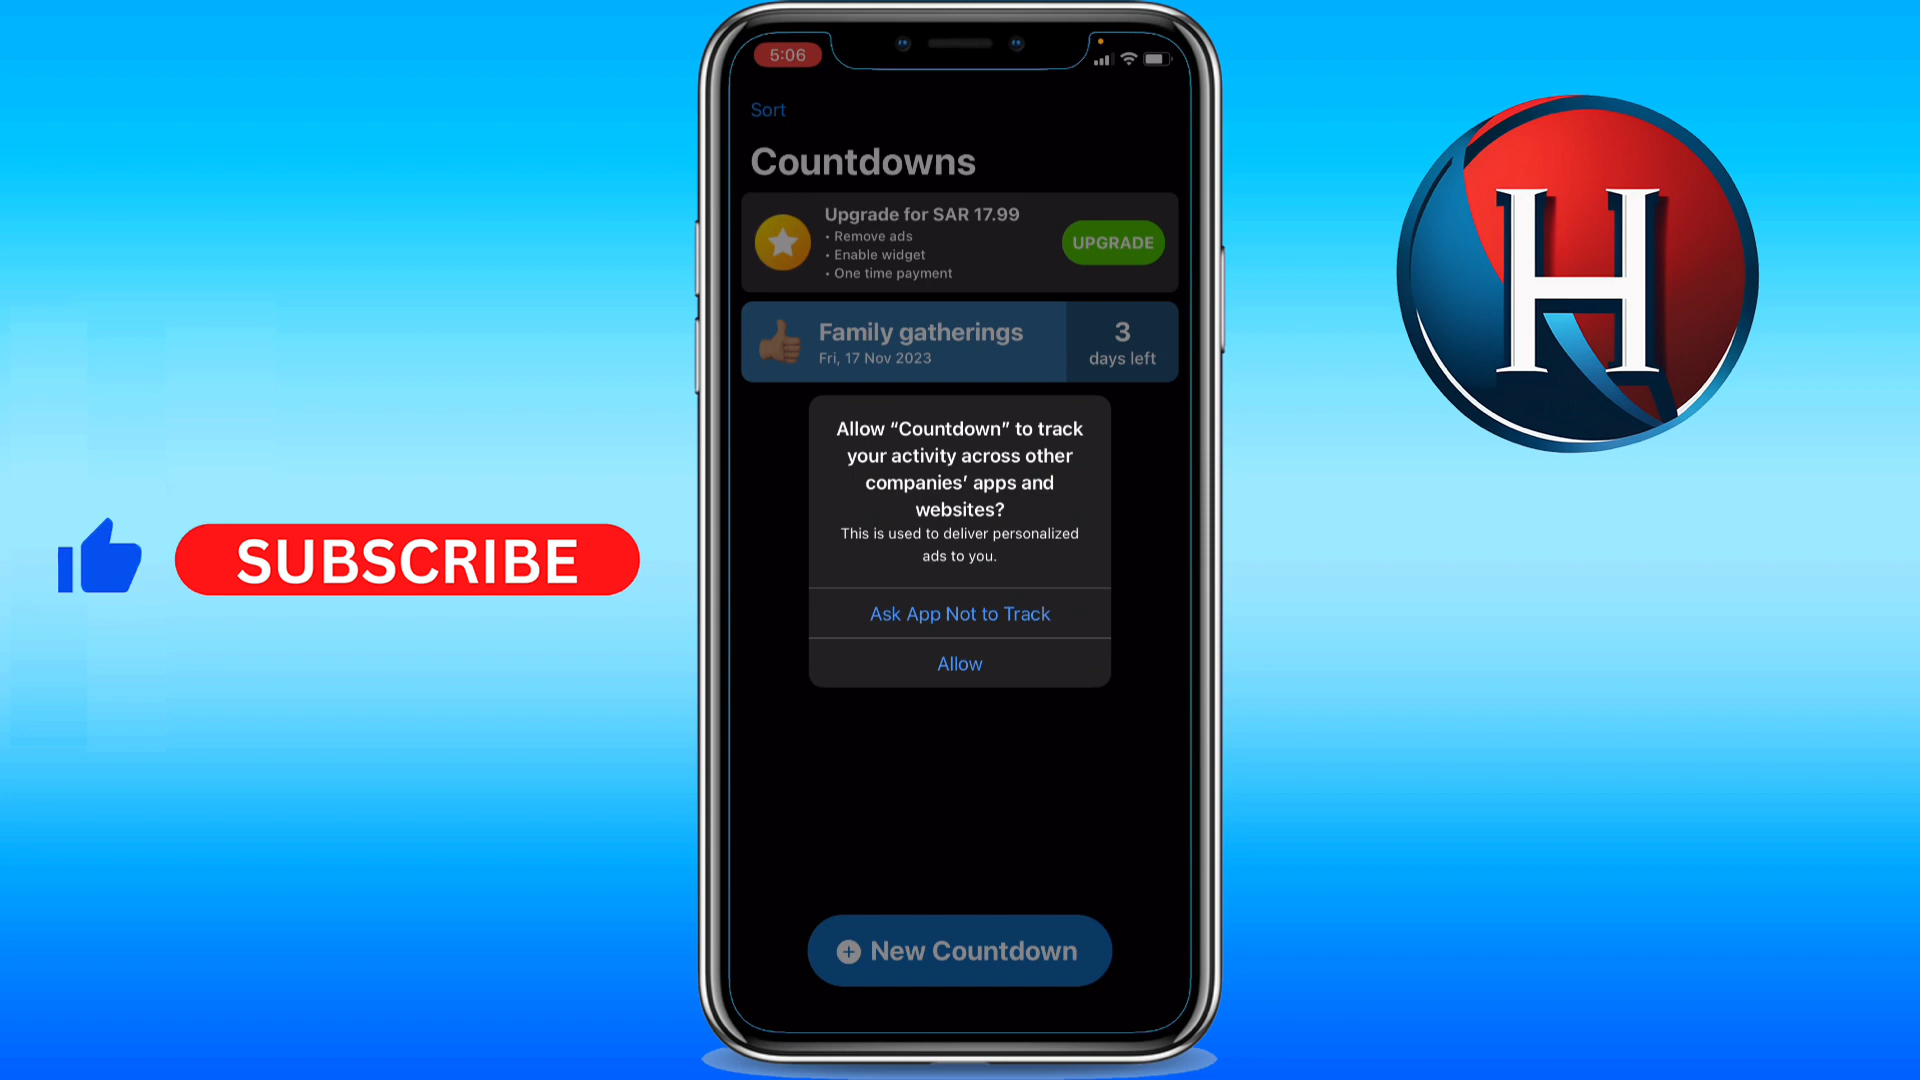 5:06
Sort
Countdowns
Upgrade for SAR 17.99
• Remove ads
• Enable widget
• One time payment
UPGRADE
Family gatherings
Fri, 17 Nov 2023
3
days left
Allow “Countdown” to track
your activity across other
companies’ apps and
websites?
This is used to deliver personalized
ads to you.
Ask App Not to Track
Allow
New Countdown
SUBSCRIBE
H